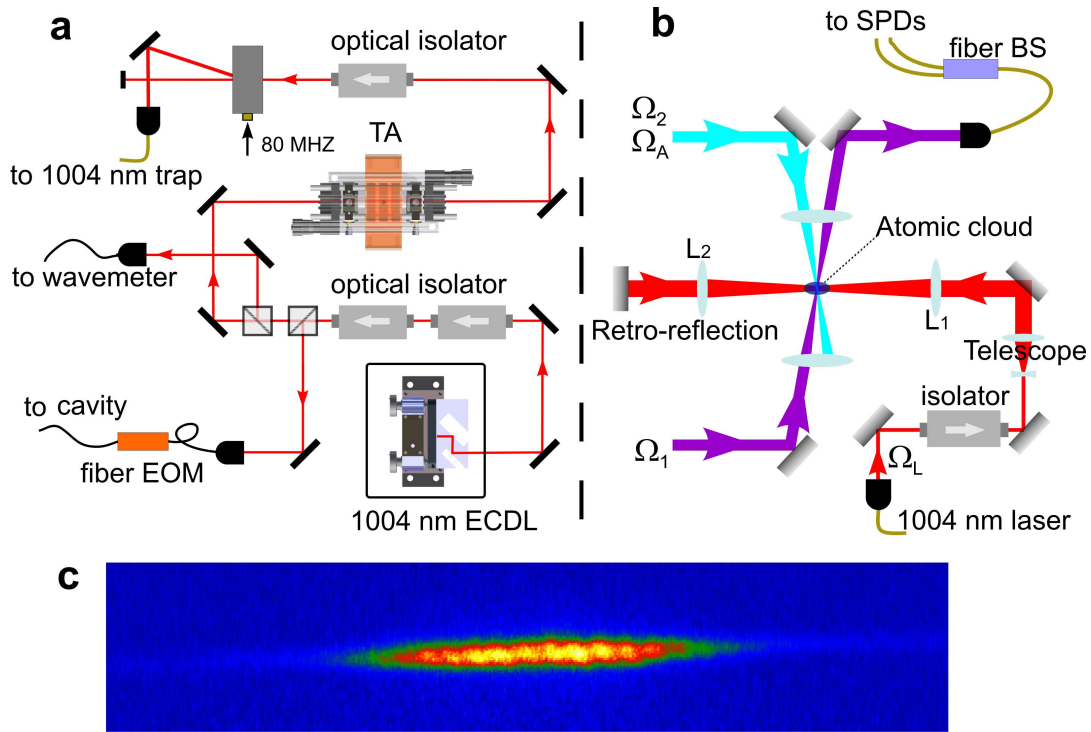 a
optical isolator
80 MHZ
TA
to 1004 nm trap
to wavemeter
optical isolator
to cavity
fiber EOM
1004 nm ECDL
b
to SPDs
fiber BS
Ω2
ΩA
Atomic cloud
L2
L1
Retro-reflection
Telescope
isolator
Ω1
ΩL
1004 nm laser
c